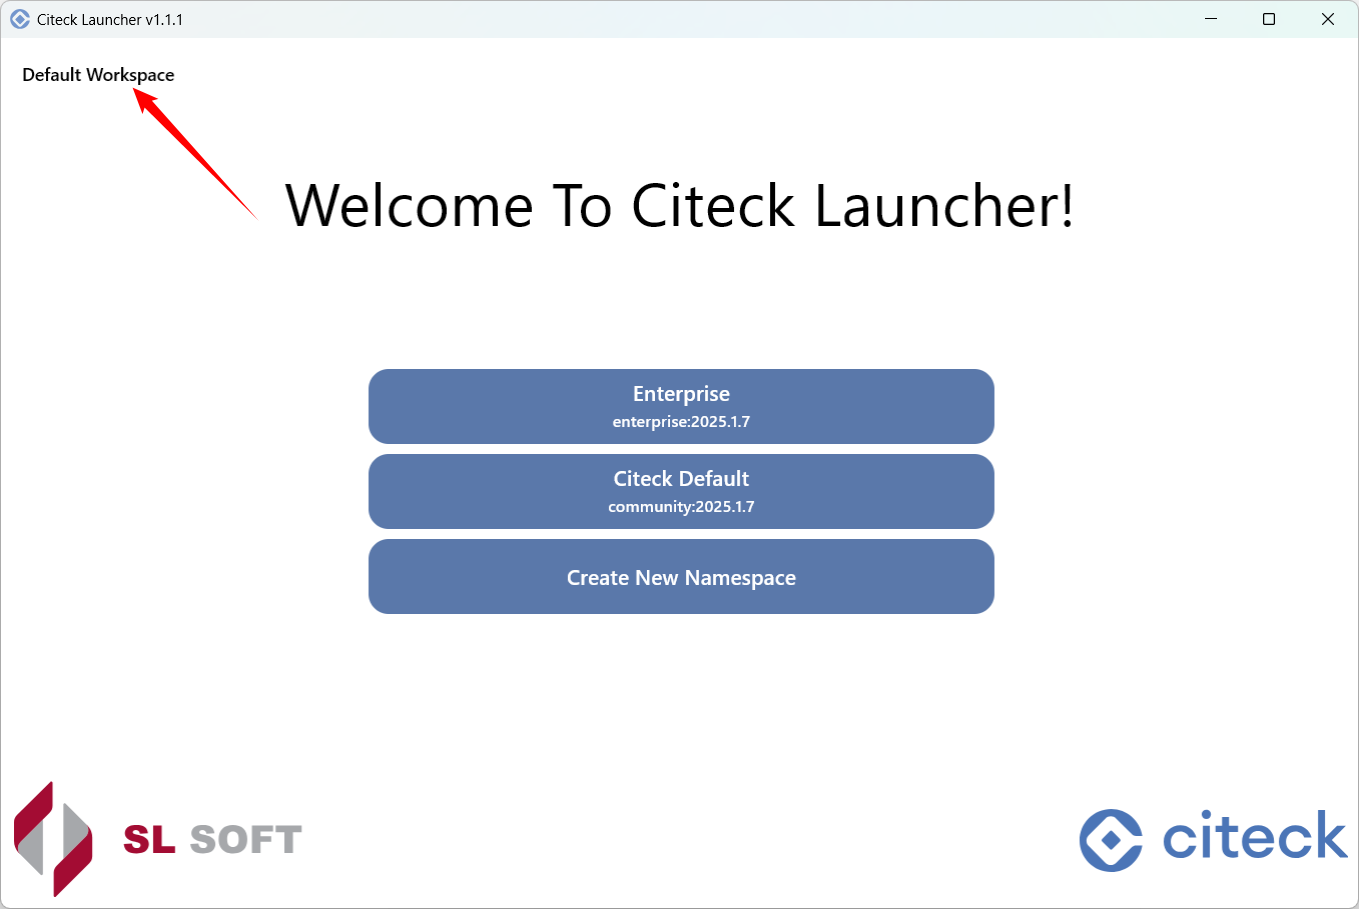 Citeck Launcher v1.1.1
Default Workspace
Welcome To Citeck Launcher!
Enterprise
enterprise:2025.1.7
Citeck Default
community:2025.1.7
Create New Namespace
SL SOFT
citeck